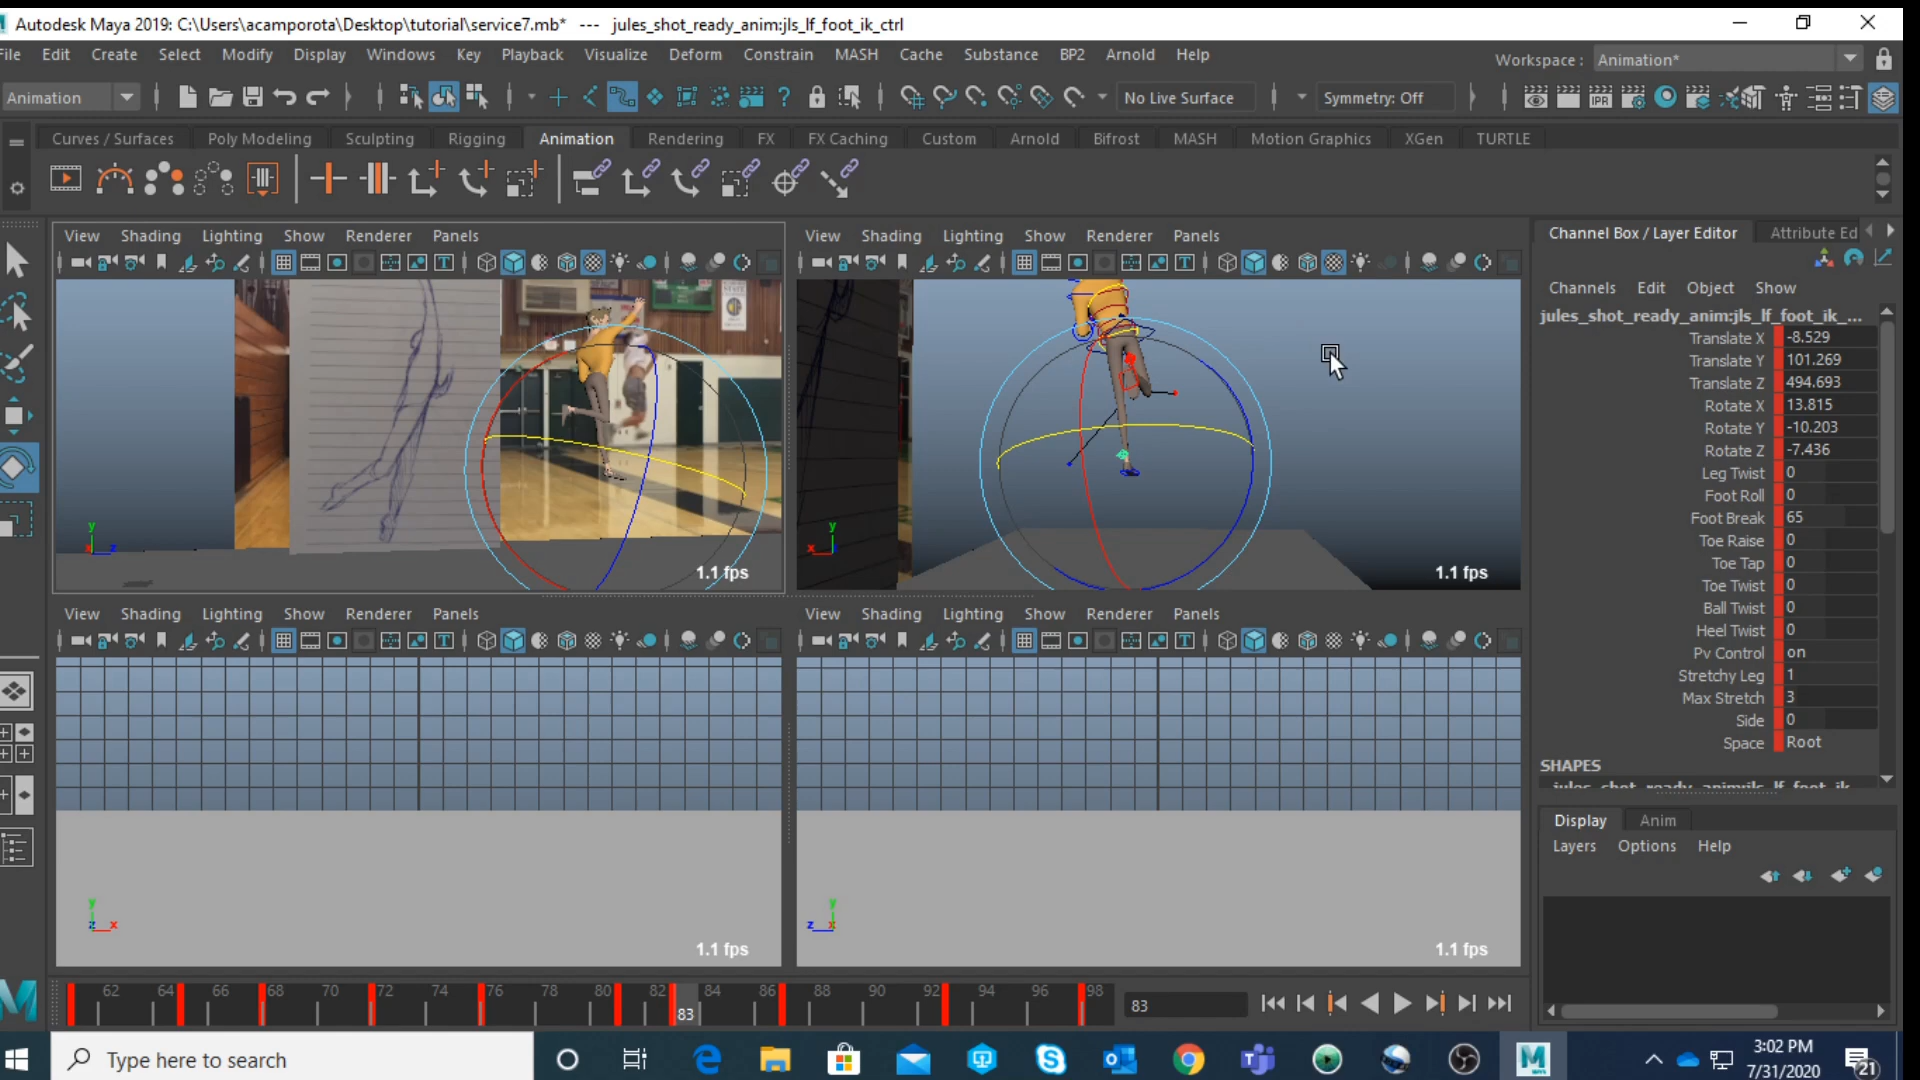 Autodesk Maya 2019: C:\Users\acamporota\Desktop\tutorial\service7.mb* --- jules_shot_ready_anim:jls_lf_foot_ik_ctrl
File Edit Create Select Modify Display Windows Key Playback Visualize Deform Constrain MASH Cache Substance BP2 Arnold Help Workspace : Animation*
Animation No Live Surface Symmetry: Off
Curves / Surfaces Poly Modeling Sculpting Rigging Animation Rendering FX FX Caching Custom Arnold Bifrost MASH Motion Graphics XGen TURTLE
View Shading Lighting Show Renderer Panels
View Shading Lighting Show Renderer Panels
1.1 fps
1.1 fps
View Shading Lighting Show Renderer Panels
View Shading Lighting Show Renderer Panels
1.1 fps
1.1 fps
Channel Box / Layer Editor Attribute Ed
Channels Edit Object Show
jules_shot_ready_anim:jls_lf_foot_ik_...
Translate X -8.529
Translate Y 101.269
Translate Z 494.693
Rotate X 13.815
Rotate Y -10.203
Rotate Z -7.436
Leg Twist 0
Foot Roll 0
Foot Break 65
Toe Raise 0
Toe Tap 0
Toe Twist 0
Ball Twist 0
Heel Twist 0
Pv Control on
Stretchy Leg 1
Max Stretch 3
Side 0
Space Root
SHAPES
Display Anim
Layers Options Help
62 64 66 68 70 72 74 76 78 80 82 84 86 88 90 92 94 96 98
83
83
Type here to search
3:02 PM
7/31/2020
21